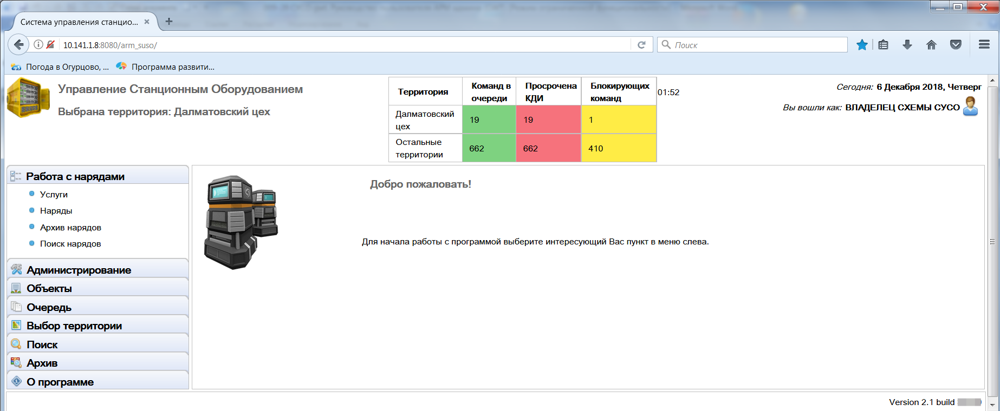 Система управления станцио...
10.141.1.8:8080/arm_suso/
Поиск
Погода в Огурцово, ...
Программа развити...
Управление Станционным Оборудованием
Выбрана территория: Далматовский цех
Территория
Команд в
очереди
Просрочена
КДИ
Блокирующих
команд
Далматовский
цех
19
19
1
Остальные
территории
662
662
410
01:52
Сегодня: 6 Декабря 2018, Четверг
Вы вошли как: ВЛАДЕЛЕЦ СХЕМЫ СУСО
Работа с нарядами
Услуги
Наряды
Архив нарядов
Поиск нарядов
Администрирование
Объекты
Очередь
Выбор территории
Поиск
Архив
О программе
Добро пожаловать!
Для начала работы с программой выберите интересующий Вас пункт в меню слева.
Version 2.1 build